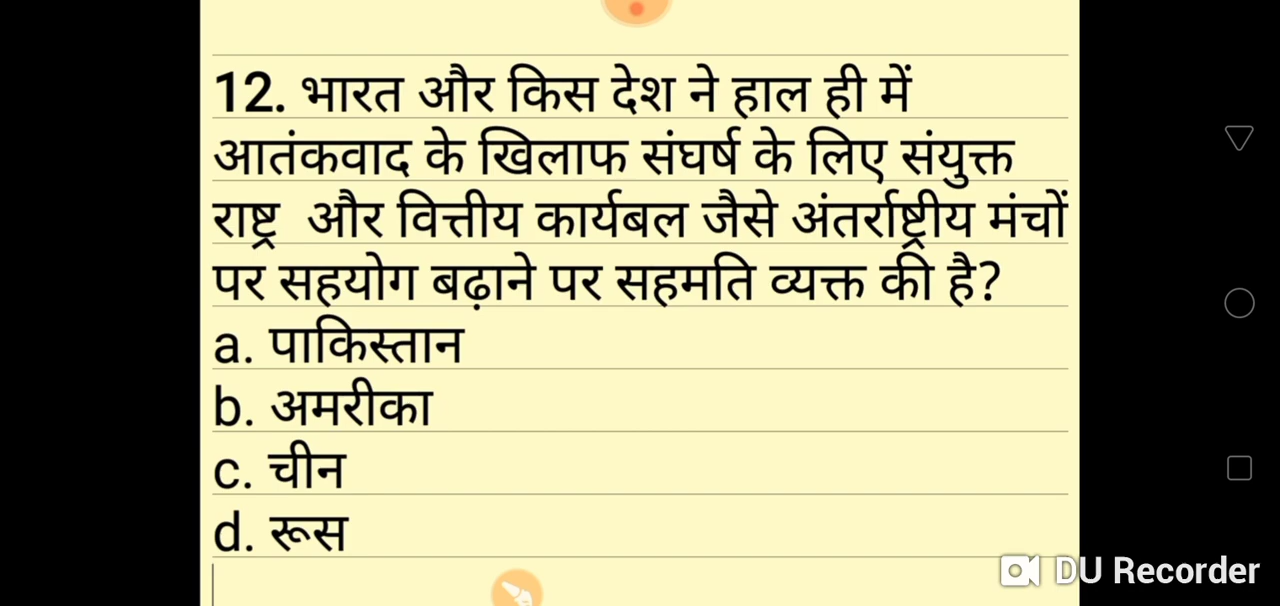 12. भारत और किस देश ने हाल ही में
आतंकवाद के खिलाफ संघर्ष के लिए संयुक्त
राष्ट्र और वित्तीय कार्यबल जैसे अंतर्राष्ट्रीय मंचों
पर सहयोग बढ़ाने पर सहमति व्यक्त की है?
a. पाकिस्तान
b. अमरीका
c. चीन
d. रूस
DU Recorder